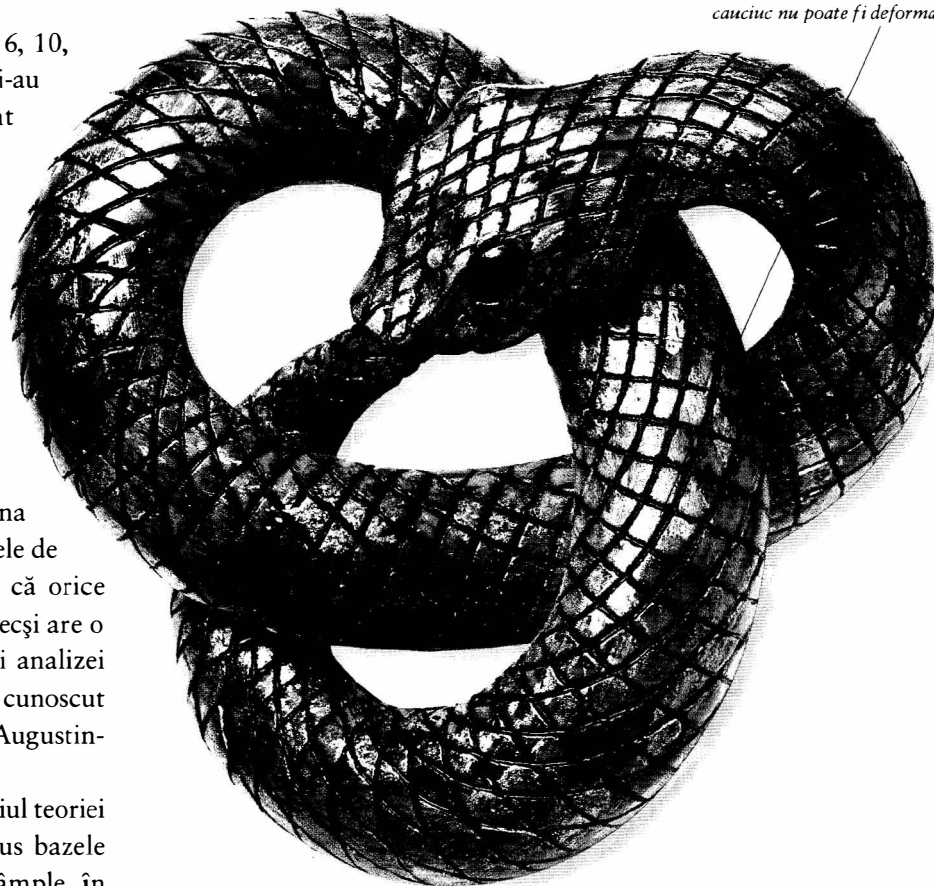 cauciuc nu poate fi deforma
6, 10,
i-au
nt
na
ele de
că orice
ecşi are o
i analizei
cunoscut
Augustin-
iul teoriei
us bazele
âmple în